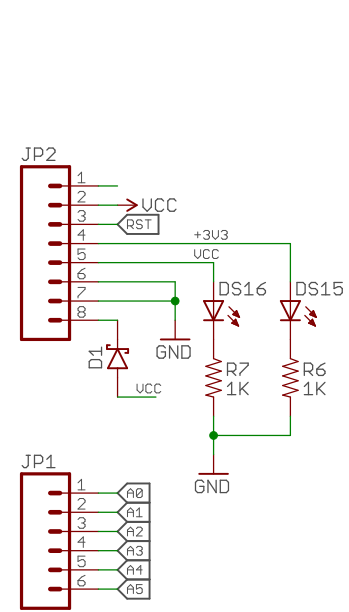 JP2
1
2 VCC
3 RST
4 +3V3
5 VCC
6
7
8
GND
DS16 DS15
D1
VCC
R7 R6
1K 1K
GND
JP1
1 A0
2 A1
3 A2
4 A3
5 A4
6 A5